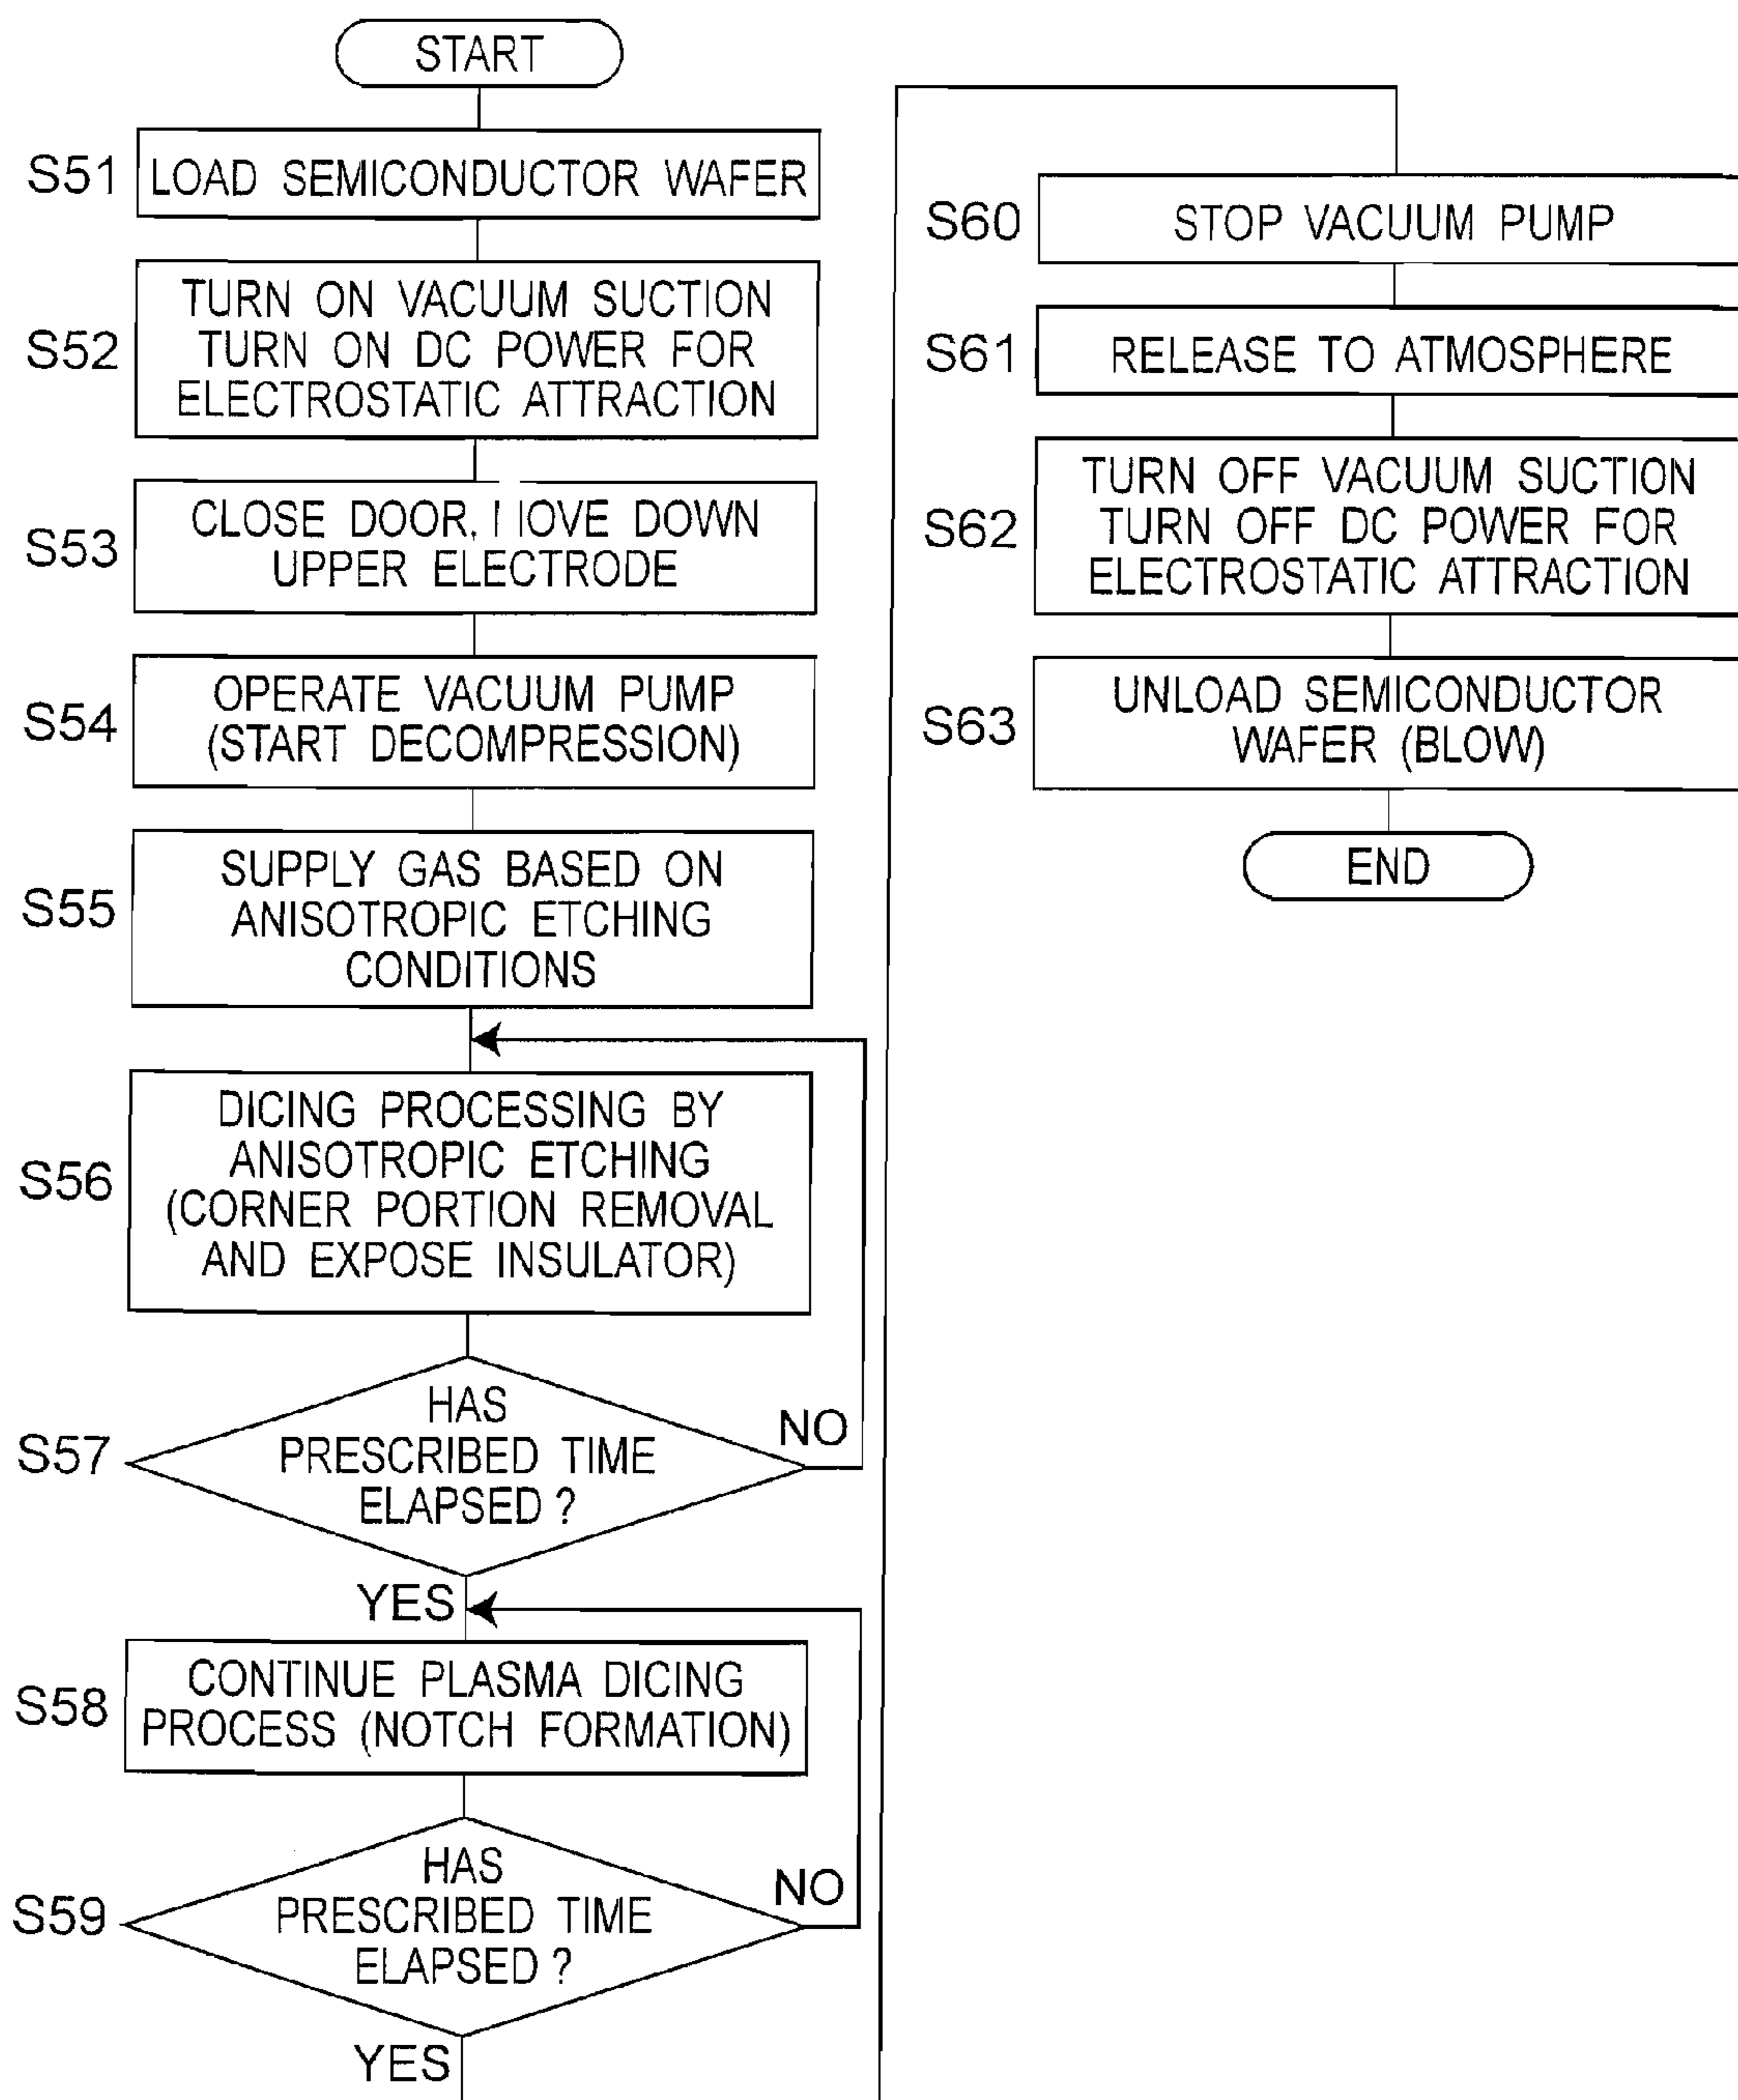 START
S51 LOAD SEMICONDUCTOR WAFER
TURN ON VACUUM SUCTION
S52 TURN ON DC POWER FOR
ELECTROSTATIC ATTRACTION
CLOSE DOOR, DOWN
S53 UPPER ELECTRODE
OPERATE VACUUM PUMP
S54 (START DECOMPRESSION)
SUPPLY GAS BASED ON
S55 ANISOTROPIC ETCHING
CONDITIONS
DICING PROCESSING BY
ANISOTROPIC ETCHING
S56 (CORNER PORTION REMOVAL
AND EXPOSE INSULATOR)
HAS
S57 PRESCRIBED TIME
ELAPSED ?
NO
YES
CONTINUE PLASMA DICING
S58 PROCESS (NOTCH FORMATION)
HAS
S59 PRESCRIBED TIME
ELAPSED ?
NO
YES
S60 STOP VACUUM PUMP
S61 RELEASE TO ATMOSPHERE
TURN OFF VACUUM SUCTION
S62 TURN OFF DC POWER FOR
ELECTROSTATIC ATTRACTION
UNLOAD SEMICONDUCTOR
S63 WAFER (BLOW)
END